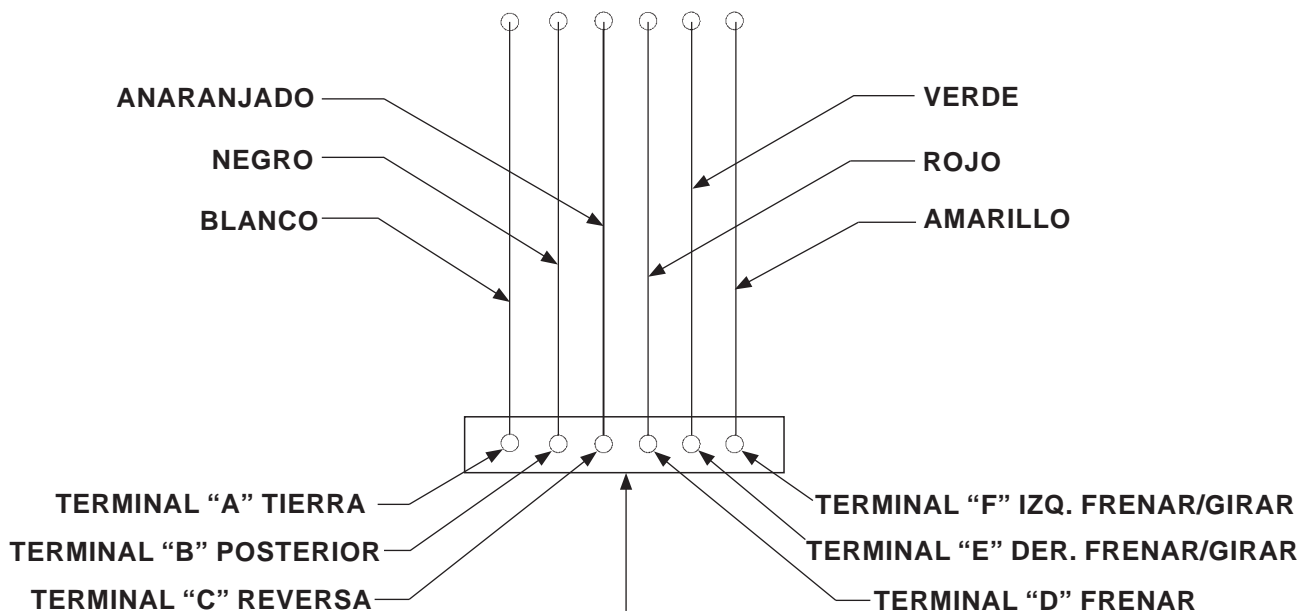 ANARANJADO
VERDE
NEGRO
ROJO
BLANCO
AMARILLO
TERMINAL “A” TIERRA
TERMINAL “F” IZQ. FRENAR/GIRAR
TERMINAL “B” POSTERIOR
TERMINAL “E” DER. FRENAR/GIRAR
TERMINAL “C” REVERSA
TERMINAL “D” FRENAR